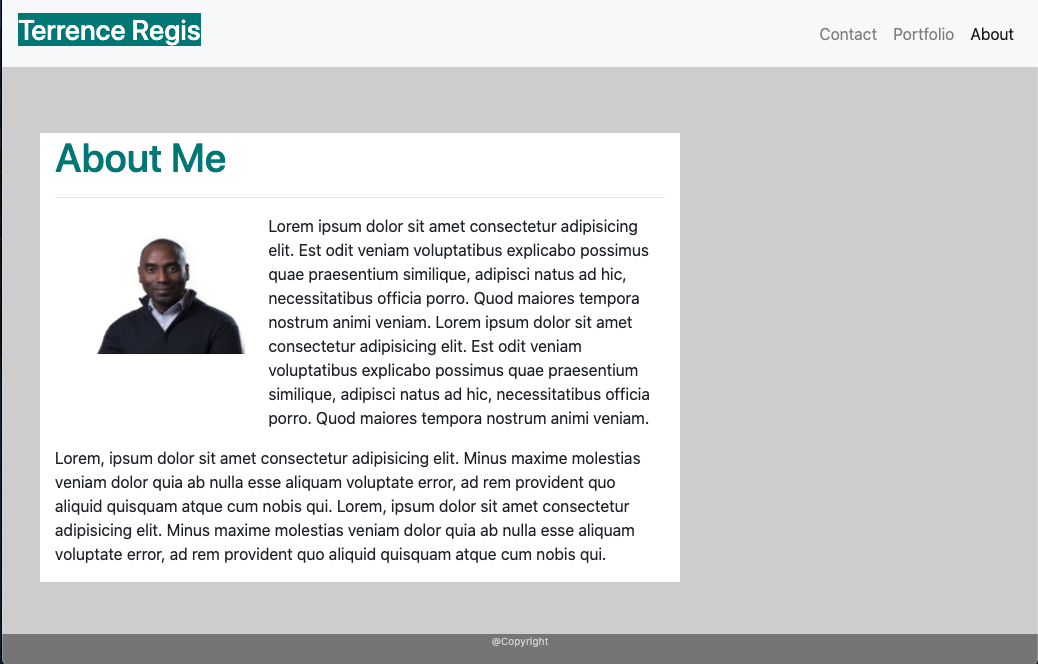 Terrence Regis
Contact Portfolio About
About Me
Lorem ipsum dolor sit amet consectetur adipisicing
elit. Est odit veniam voluptatibus explicabo possimus
quae praesentium similique, adipisci natus ad hic,
necessitatibus officia porro. Quod maiores tempora
nostrum animi veniam. Lorem ipsum dolor sit amet
consectetur adipisicing elit. Est odit veniam
voluptatibus explicabo possimus quae praesentium
similique, adipisci natus ad hic, necessitatibus officia
porro. Quod maiores tempora nostrum animi veniam.
Lorem, ipsum dolor sit amet consectetur adipisicing elit. Minus maxime molestias
veniam dolor quia ab nulla esse aliquam voluptate error, ad rem provident quo
aliquid quisquam atque cum nobis qui. Lorem, ipsum dolor sit amet consectetur
adipisicing elit. Minus maxime molestias veniam dolor quia ab nulla esse aliquam
voluptate error, ad rem provident quo aliquid quisquam atque cum nobis qui.
@Copyright